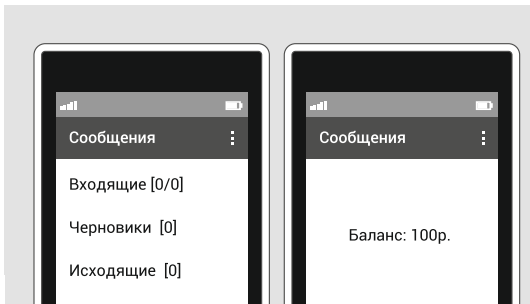 Сообщения
Входящие [0/0]
Черновики [0]
Исходящие [0]
Сообщения
Баланс: 100р.